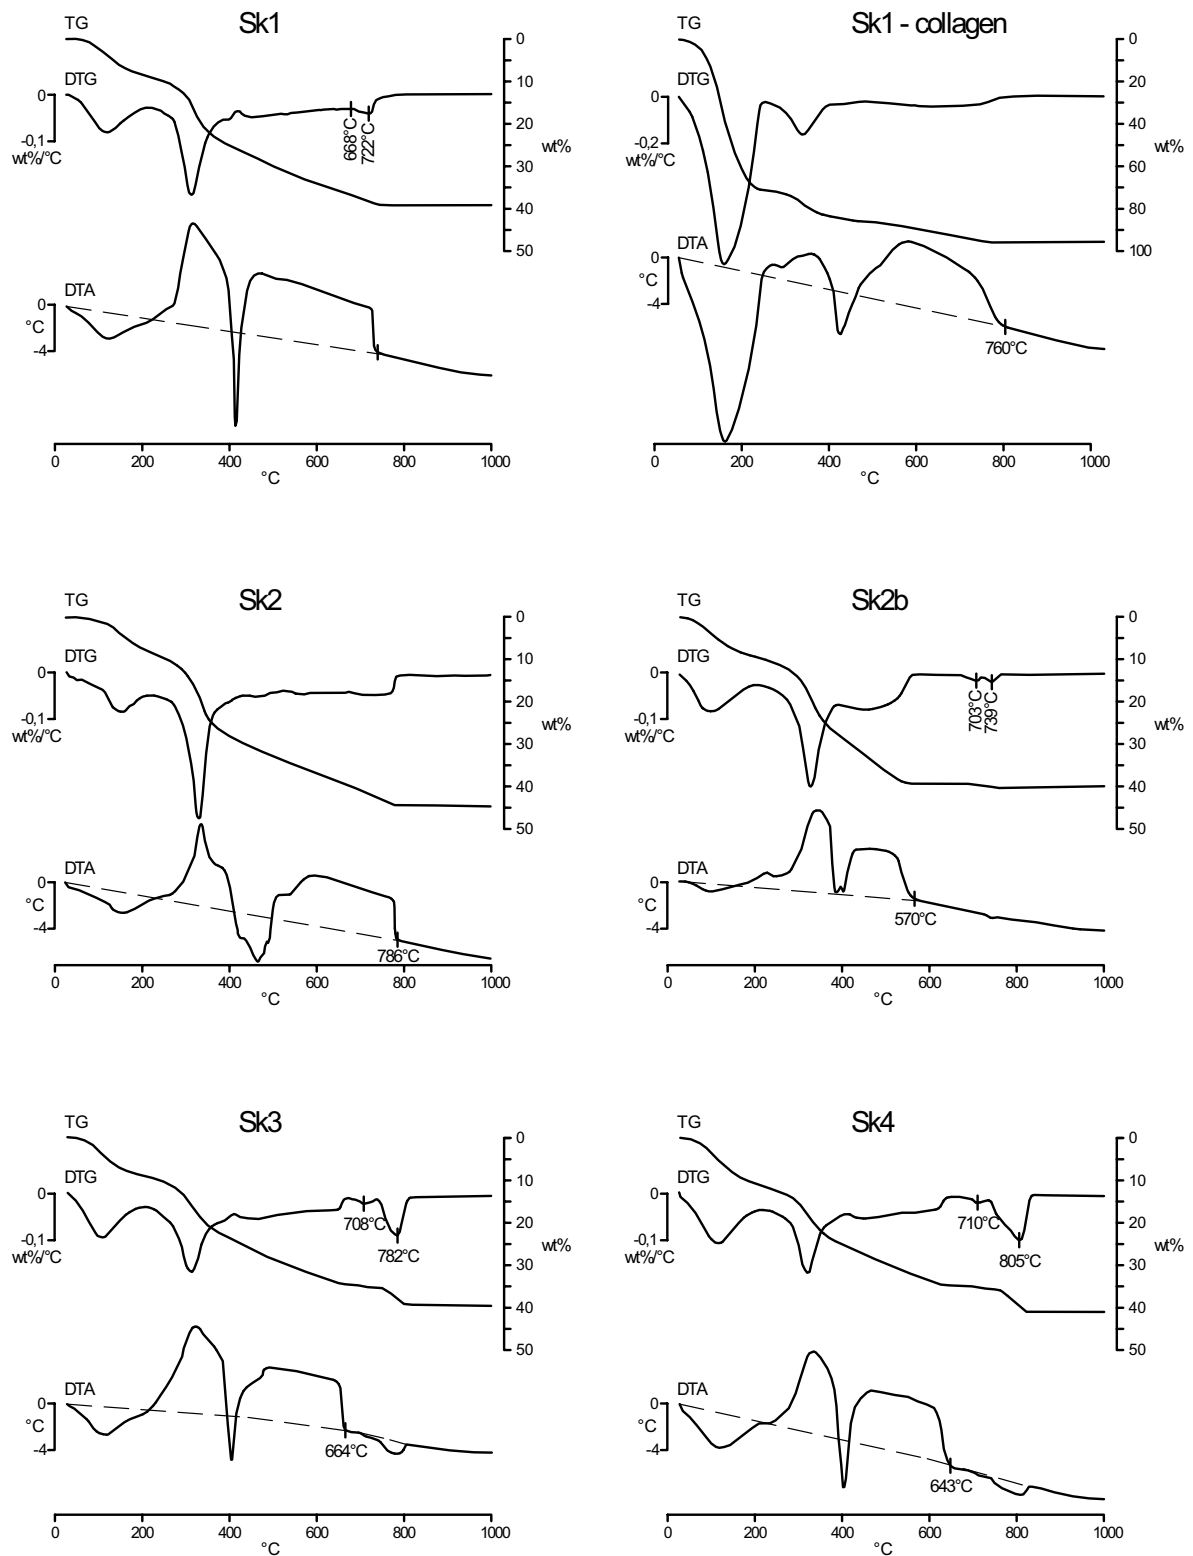 Sk1
TG
DTG
0
-0,1
wt%/°C
0
10
20
wt%
30
40
50
668°C
722°C
DTA
0
°C
-4
0 200 400 600 800 1000
°C
Sk1 - collagen
TG
DTG
0
-0,2
wt%/°C
0
20
40
wt%
60
80
100
DTA
0
°C
-4
760°C
0 200 400 600 800 1000
°C
Sk2
TG
DTG
0
-0,1
wt%/°C
0
10
20
wt%
30
40
50
DTA
0
°C
-4
786°C
0 200 400 600 800 1000
°C
Sk2b
TG
DTG
0
-0,1
wt%/°C
0
10
20
wt%
30
40
50
703°C
739°C
DTA
0
°C
-4
570°C
0 200 400 600 800 1000
°C
Sk3
TG
DTG
0
-0,1
wt%/°C
0
10
20
wt%
30
40
50
708°C
782°C
DTA
0
°C
-4
664°C
0 200 400 600 800 1000
°C
Sk4
TG
DTG
0
-0,1
wt%/°C
0
10
20
wt%
30
40
50
710°C
805°C
DTA
0
°C
-4
643°C
0 200 400 600 800 1000
°C